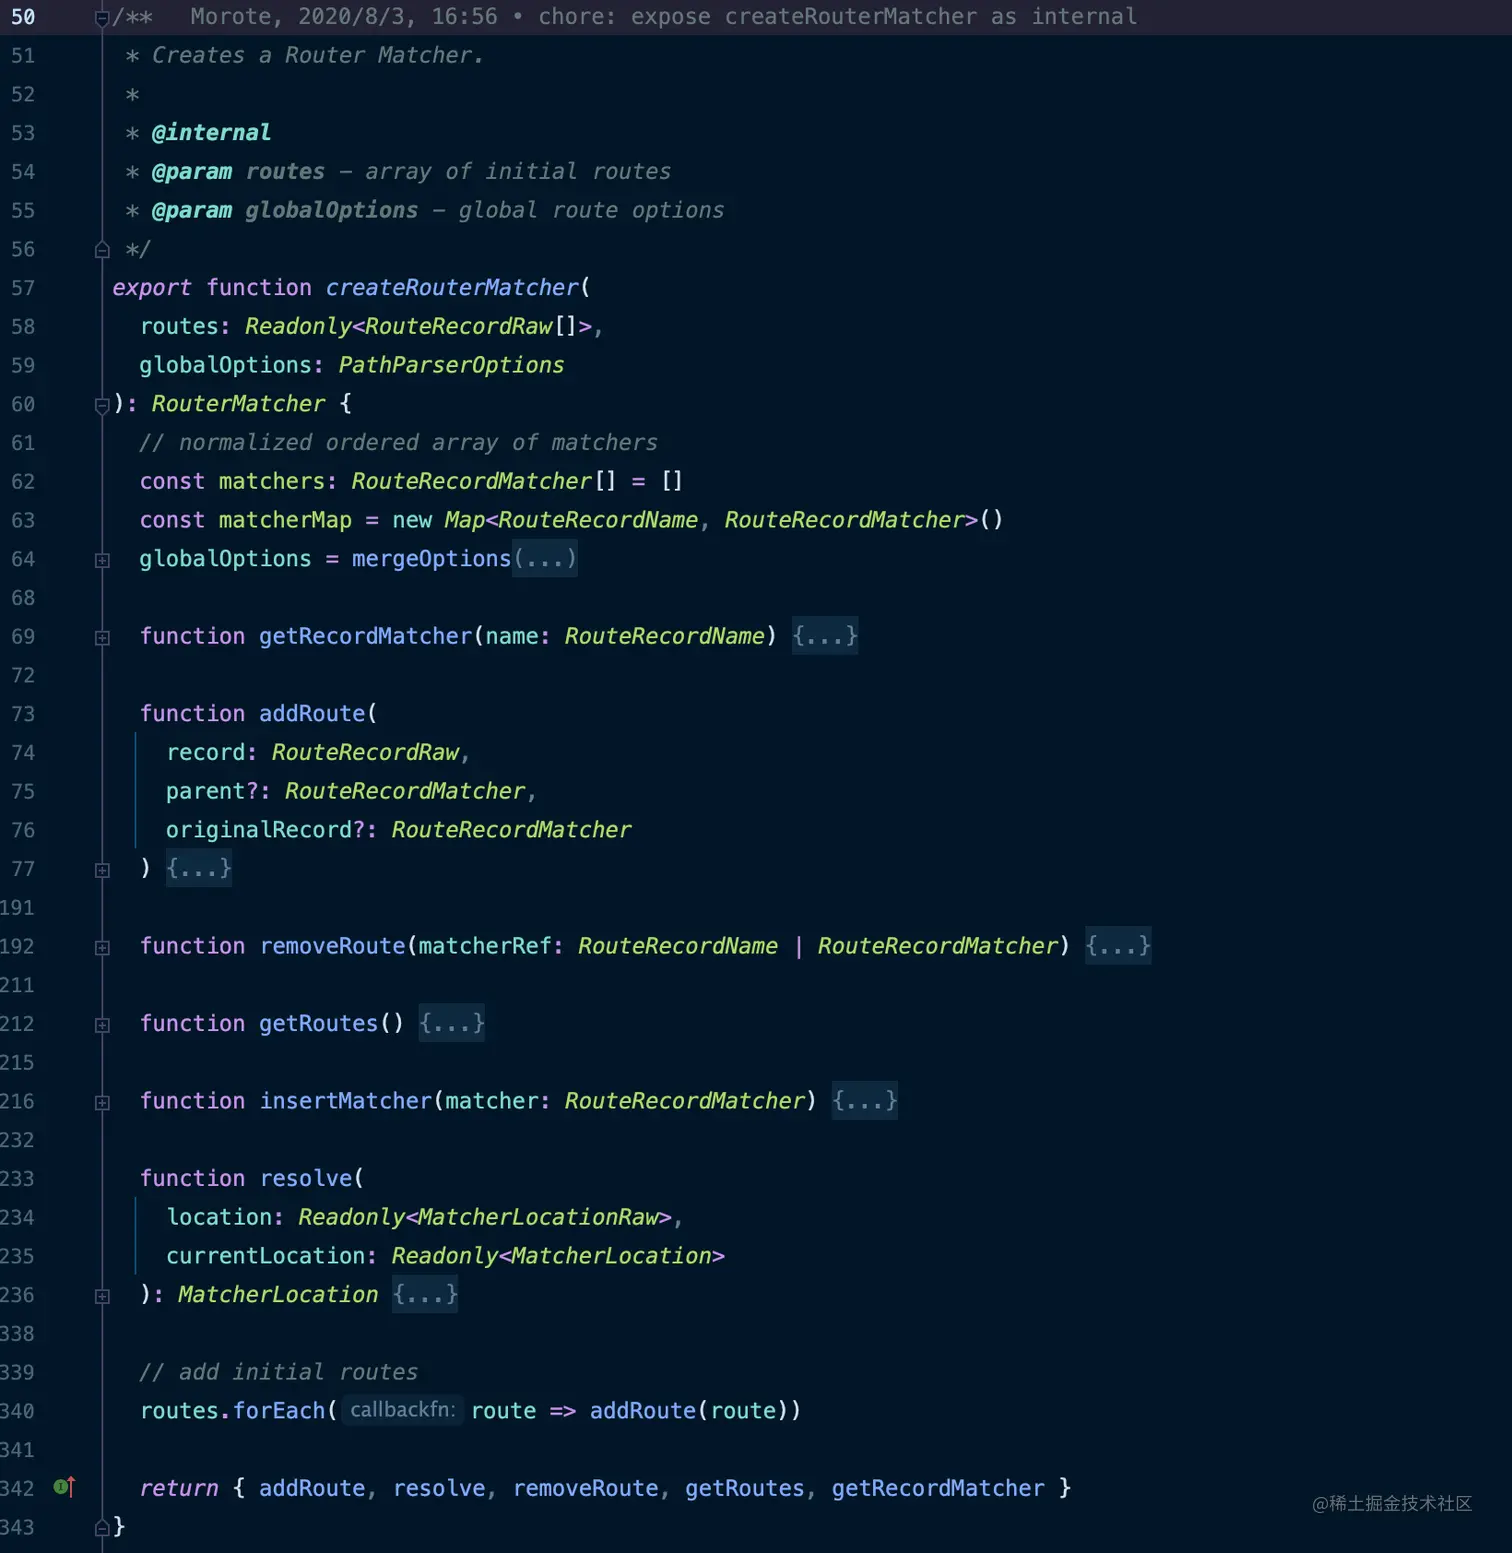 50 /** Morote, 2020/8/3, 16:56 • chore: expose createRouterMatcher as internal
51 * Creates a Router Matcher.
52 *
53 * @internal
54 * @param routes – array of initial routes
55 * @param globalOptions – global route options
56 */
57 export function createRouterMatcher(
58 routes: Readonly<RouteRecordRaw[]>,
59 globalOptions: PathParserOptions
60 ): RouterMatcher {
61 // normalized ordered array of matchers
62 const matchers: RouteRecordMatcher[] = []
63 const matcherMap = new Map<RouteRecordName, RouteRecordMatcher>()
64 globalOptions = mergeOptions(...)
68
69 function getRecordMatcher(name: RouteRecordName) {...}
72
73 function addRoute(
74 record: RouteRecordRaw,
75 parent?: RouteRecordMatcher,
76 originalRecord?: RouteRecordMatcher
77 ) {...}
191
192 function removeRoute(matcherRef: RouteRecordName | RouteRecordMatcher) {...}
211
212 function getRoutes() {...}
215
216 function insertMatcher(matcher: RouteRecordMatcher) {...}
232
233 function resolve(
234 location: Readonly<MatcherLocationRaw>,
235 currentLocation: Readonly<MatcherLocation>
236 ): MatcherLocation {...}
338
339 // add initial routes
340 routes.forEach( callbackfn: route => addRoute(route))
341
342 return { addRoute, resolve, removeRoute, getRoutes, getRecordMatcher }
343 }
@稀土掘金技术社区